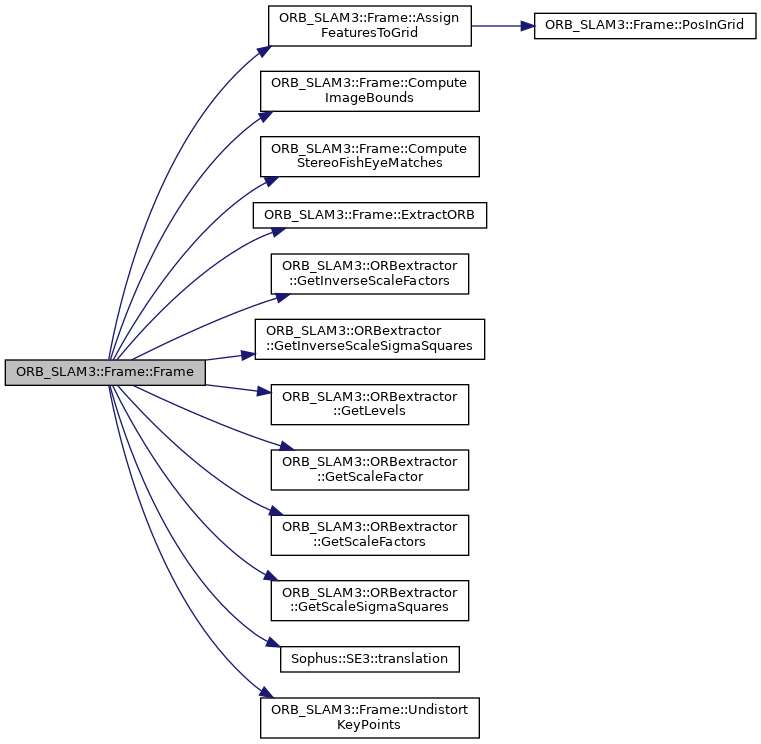 ORB_SLAM3::Frame::Frame
ORB_SLAM3::Frame::Assign
FeaturesToGrid
ORB_SLAM3::Frame::PosInGrid
ORB_SLAM3::Frame::Compute
ImageBounds
ORB_SLAM3::Frame::Compute
StereoFishEyeMatches
ORB_SLAM3::Frame::ExtractORB
ORB_SLAM3::ORBextractor
::GetInverseScaleFactors
ORB_SLAM3::ORBextractor
::GetInverseScaleSigmaSquares
ORB_SLAM3::ORBextractor
::GetLevels
ORB_SLAM3::ORBextractor
::GetScaleFactor
ORB_SLAM3::ORBextractor
::GetScaleFactors
ORB_SLAM3::ORBextractor
::GetScaleSigmaSquares
Sophus::SE3::translation
ORB_SLAM3::Frame::Undistort
KeyPoints